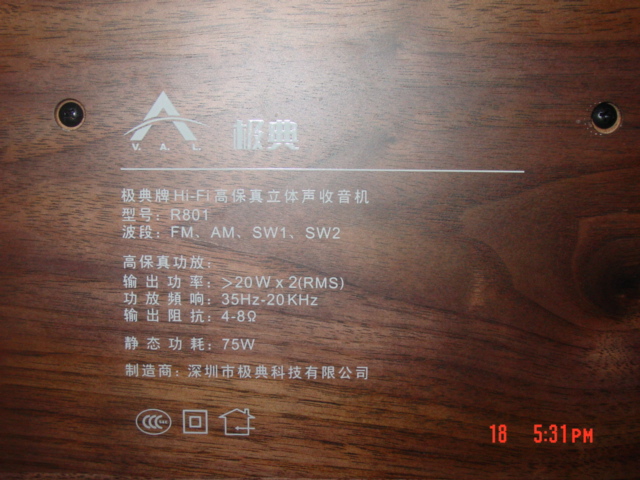 V. A. L. 极典
极典牌Hi-Fi高保真立体声收音机
型号：R801
波段：FM、AM、SW1、SW2
高保真功放：
输出功率：>20W x 2(RMS)
功放频响：35Hz-20KHz
输出阻抗：4-8Ω
静态功耗：75W
制造商：深圳市极典科技有限公司
CCC
18 5:31PM